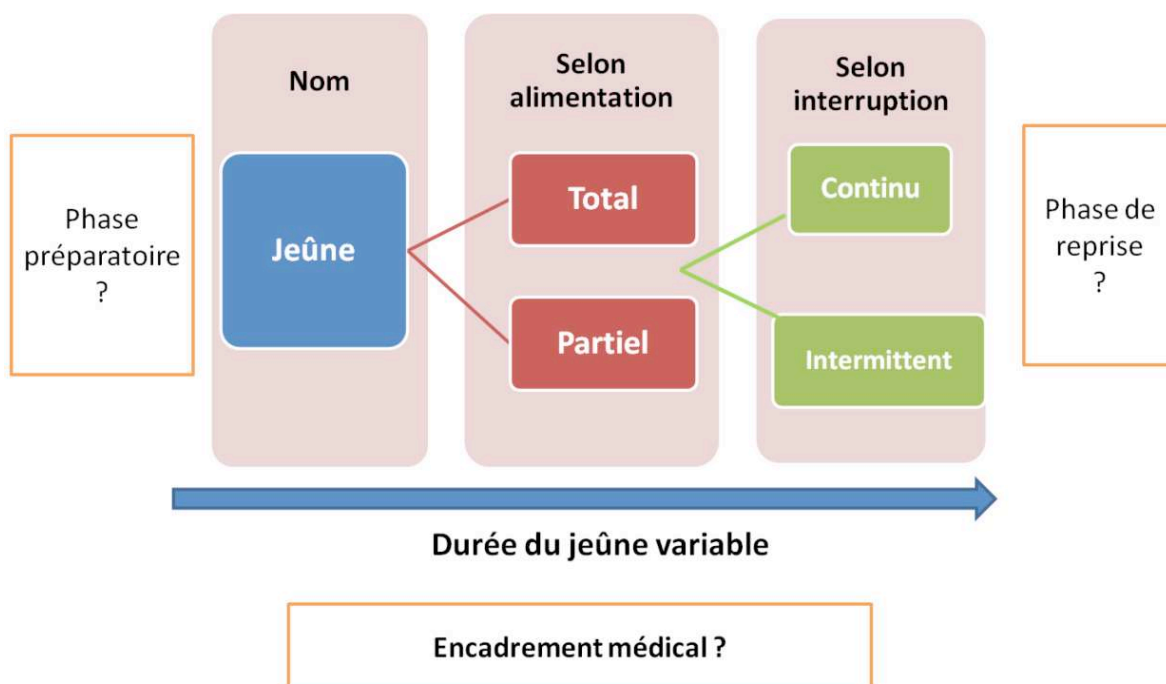 Nom
Selon
alimentation
Selon
interruption
Phase
préparatoire
?
Jeûne
Total
Partiel
Continu
Intermittent
Phase de
reprise
?
Durée du jeûne variable
Encadrement médical ?